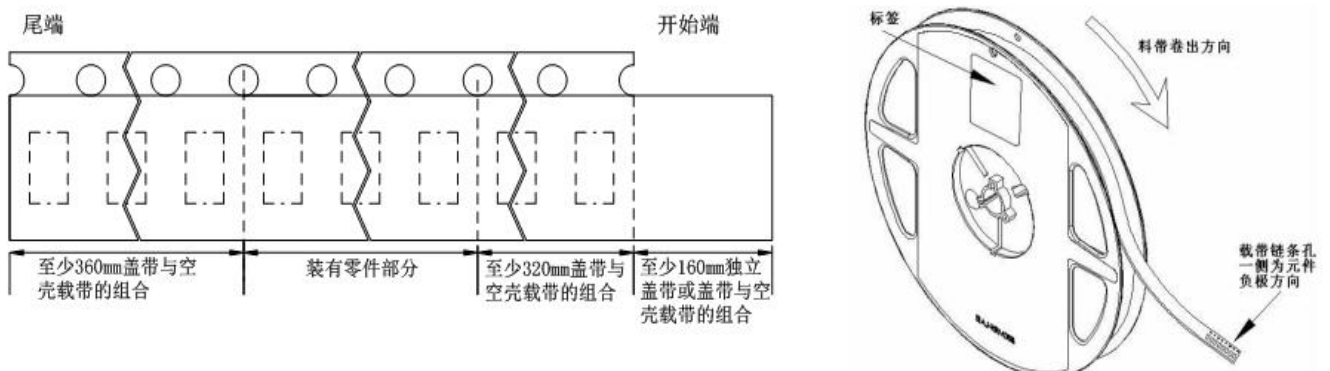 尾端
开始端
至少360mm盖带与空
壳载带的组合
装有零件部分
至少320mm盖带与
空壳载带的组合
至少160mm独立
盖带或盖带与空
壳载带的组合
标签
料带卷出方向
载带链条孔
一侧为元件
负极方向